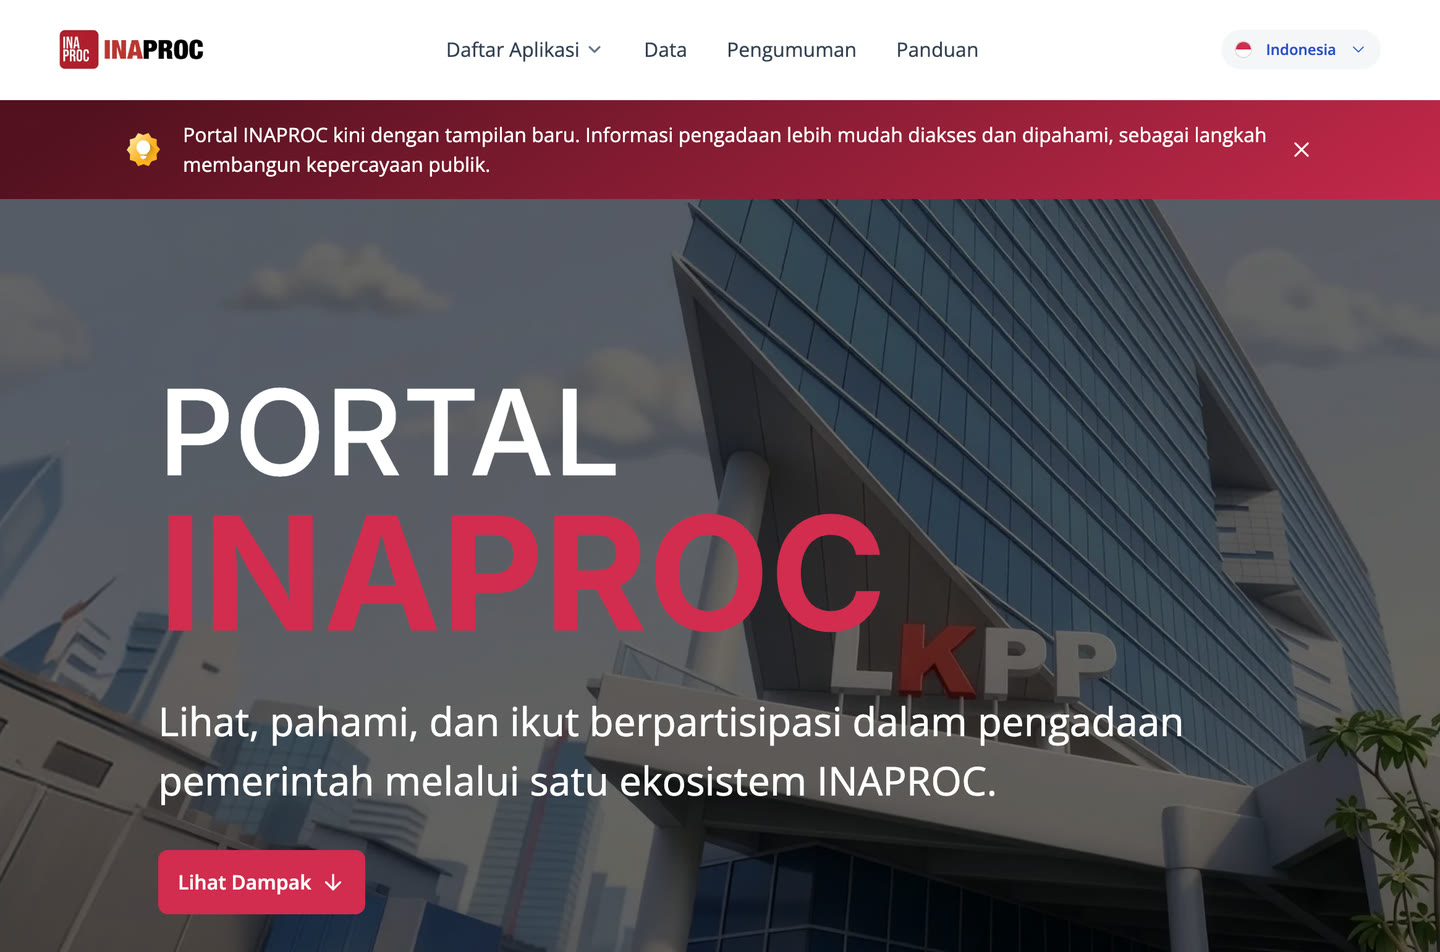 INA
PROC
INAPROC
Daftar Aplikasi
Data
Pengumuman
Panduan
Indonesia
Portal INAPROC kini dengan tampilan baru. Informasi pengadaan lebih mudah diakses dan dipahami, sebagai langkah
membangun kepercayaan publik.
PORTAL
INAPROC
LKPP
Lihat, pahami, dan ikut berpartisipasi dalam pengadaan
pemerintah melalui satu ekosistem INAPROC.
Lihat Dampak